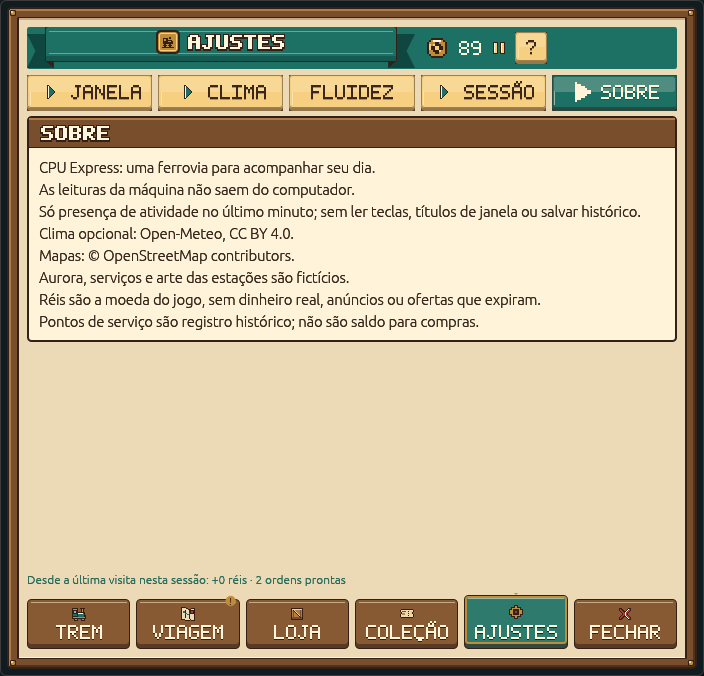 AJUSTES
89
?
JANELA
CLIMA
FLUIDEZ
SESSÃO
SOBRE
SOBRE
CPU Express: uma ferrovia para acompanhar seu dia.
As leituras da máquina não saem do computador.
Só presença de atividade no último minuto; sem ler teclas, títulos de janela ou salvar histórico.
Clima opcional: Open-Meteo, CC BY 4.0.
Mapas: © OpenStreetMap contributors.
Aurora, serviços e arte das estações são fictícios.
Réis são a moeda do jogo, sem dinheiro real, anúncios ou ofertas que expiram.
Pontos de serviço são registro histórico; não são saldo para compras.
Desde a última visita nesta sessão: +0 réis · 2 ordens prontas
!
TREM
VIAGEM
LOJA
COLEÇÃO
AJUSTES
FECHAR